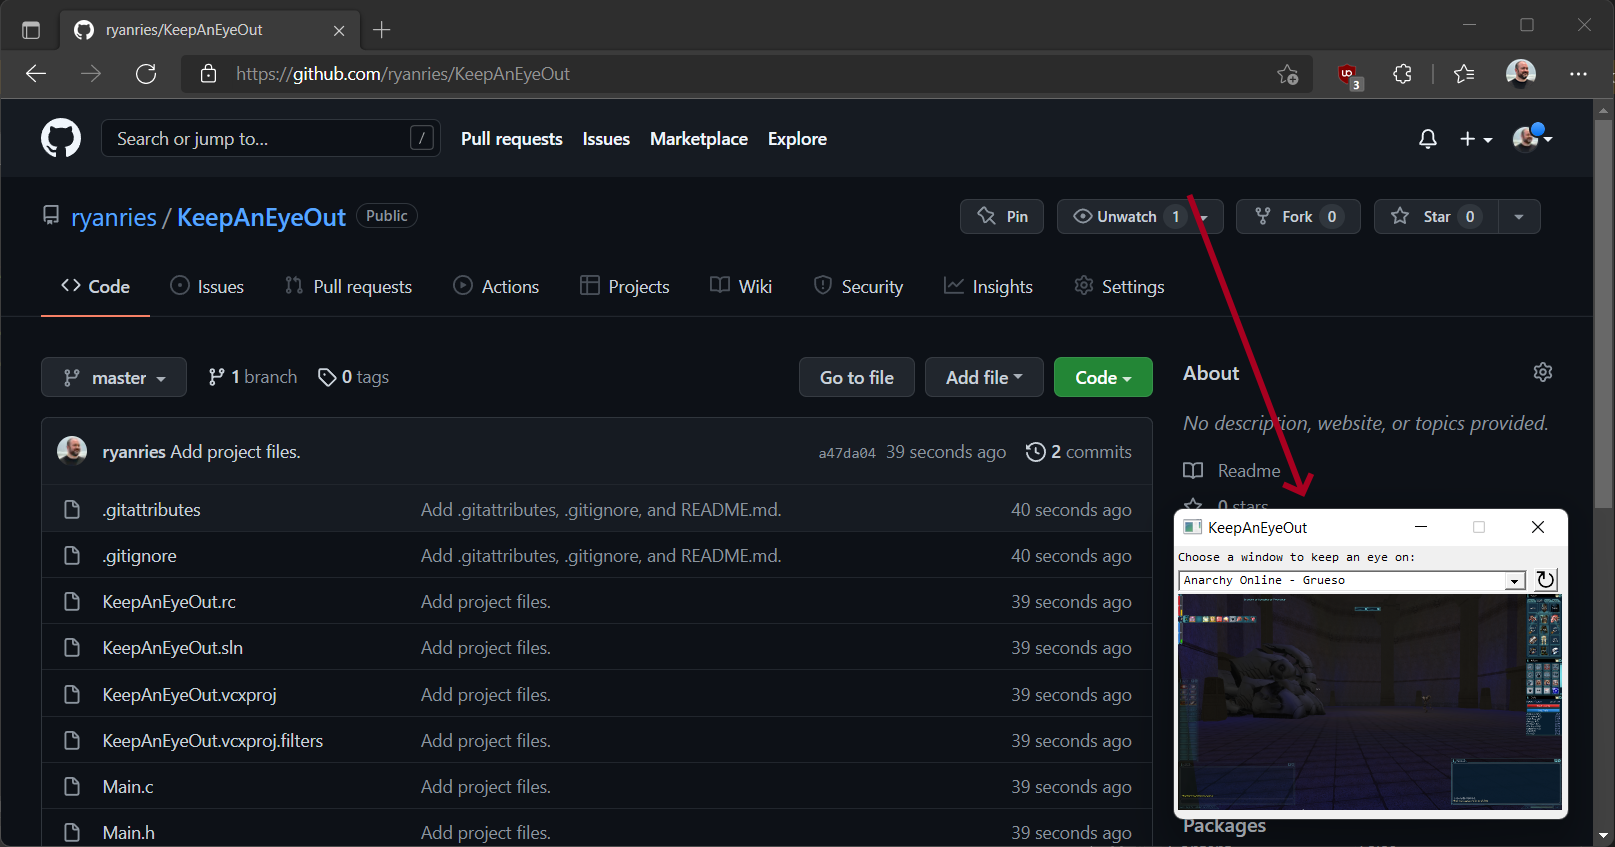 ryanries/KeepAnEyeOut
https://github.com/ryanries/KeepAnEyeOut
3
Search or jump to... /
Pull requests Issues Marketplace Explore
ryanries / KeepAnEyeOut Public
Pin Unwatch 1 Fork 0 Star 0
Code Issues Pull requests Actions Projects Wiki Security Insights Settings
master 1 branch 0 tags Go to file Add file Code
About
No description, website, or topics provided.
ryanries Add project files. a47da04 39 seconds ago 2 commits
Readme
0 stars
.gitattributes Add .gitattributes, .gitignore, and README.md. 40 seconds ago
.gitignore Add .gitattributes, .gitignore, and README.md. 40 seconds ago
KeepAnEyeOut.rc Add project files. 39 seconds ago
KeepAnEyeOut.sln Add project files. 39 seconds ago
KeepAnEyeOut.vcxproj Add project files. 39 seconds ago
KeepAnEyeOut.vcxproj.filters Add project files. 39 seconds ago
Main.c Add project files. 39 seconds ago
Main.h Add project files. 39 seconds ago
KeepAnEyeOut
Choose a window to keep an eye on:
Anarchy Online - Grueso
Packages